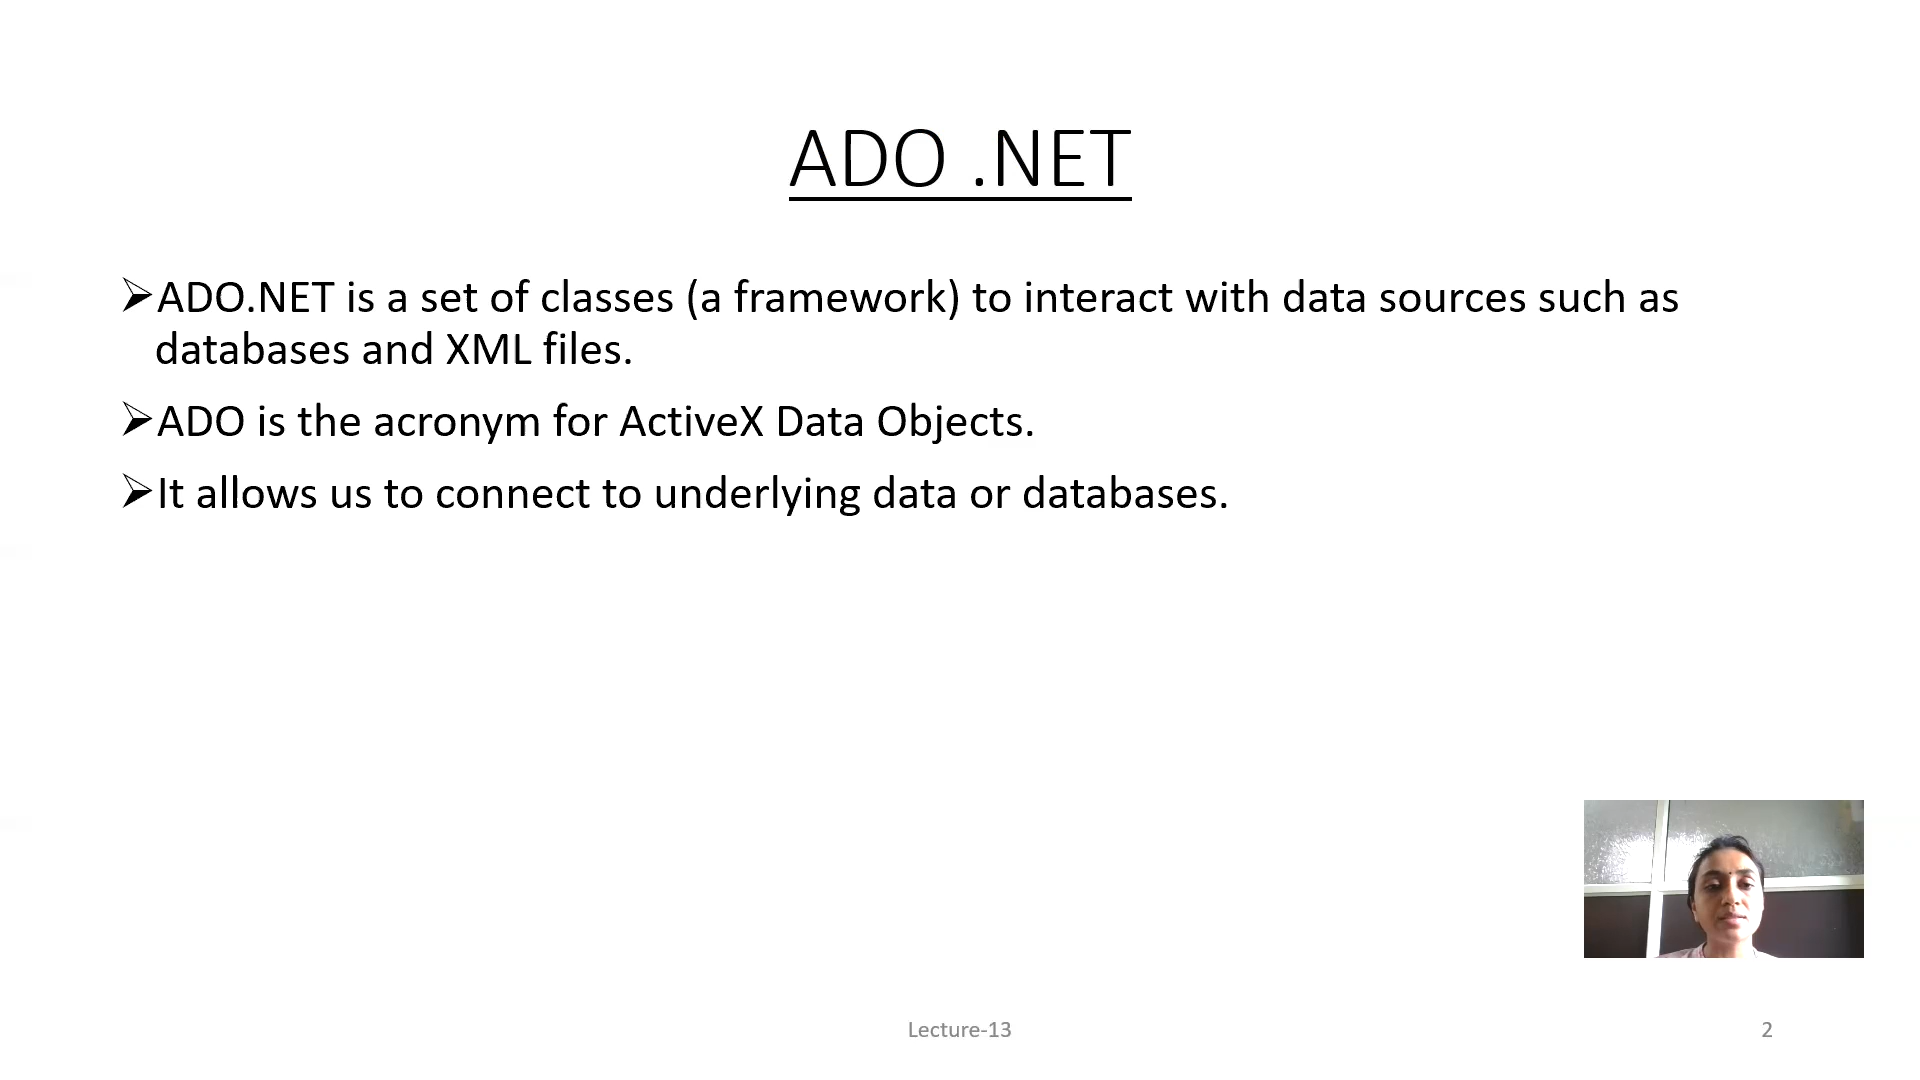 ADO .NET
➢ADO.NET is a set of classes (a framework) to interact with data sources such as
databases and XML files.
➢ADO is the acronym for ActiveX Data Objects.
➢It allows us to connect to underlying data or databases.
Lecture-13
2